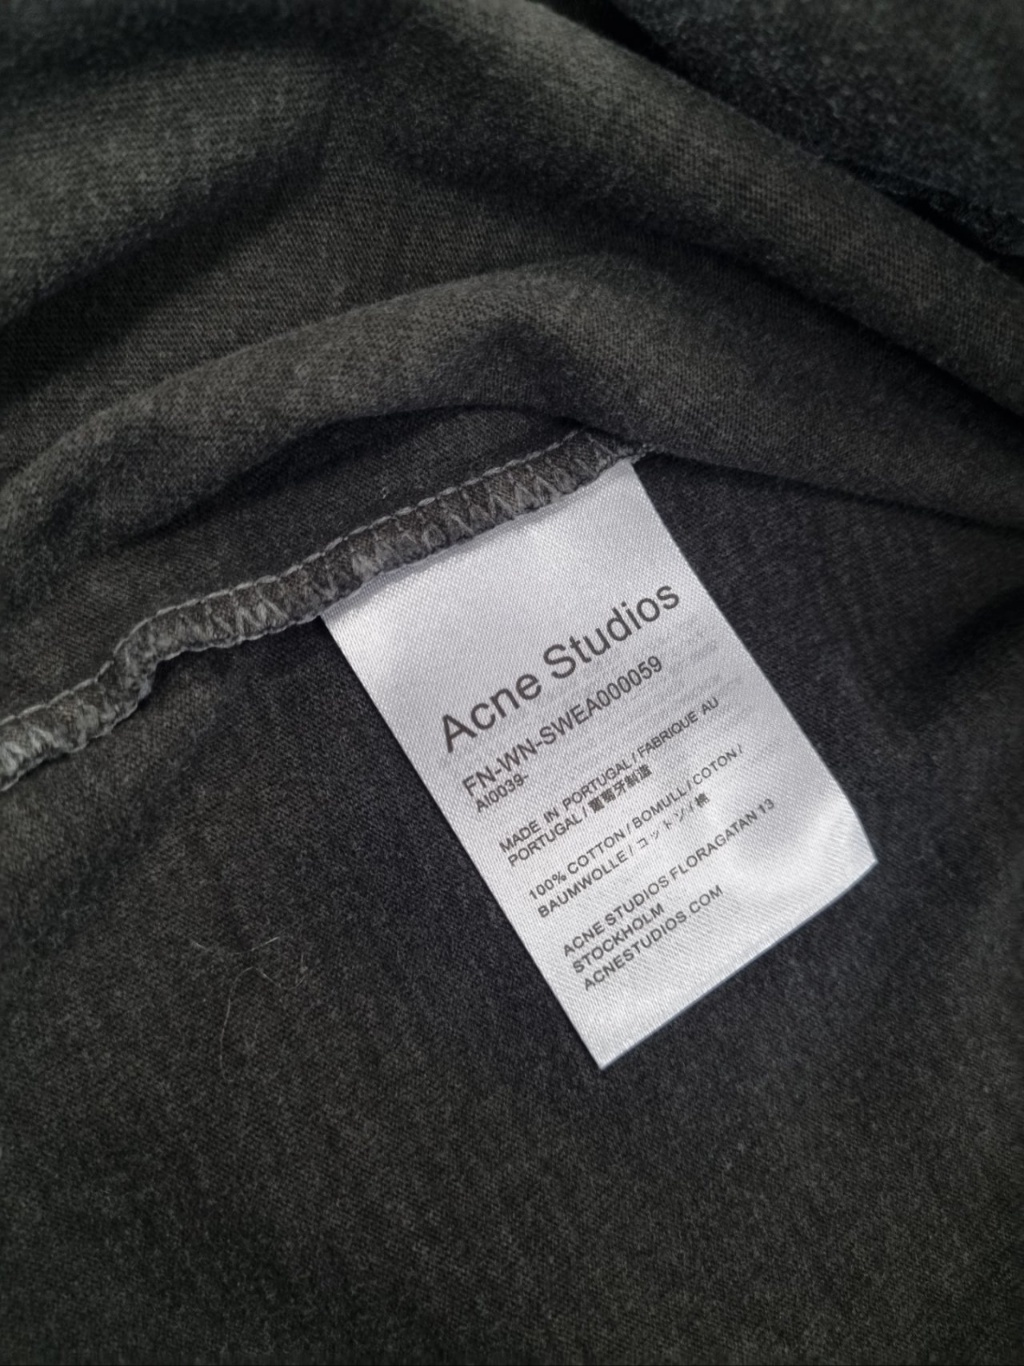 Acne Studios
FN-WN-SWEA000059
AI0039-
MADE IN PORTUGAL / FABRIQUE AU
PORTUGAL / 葡萄牙制造
100% COTTON / BOMULL / COTON /
BAUMWOLLE / コットン / 棉
ACNE STUDIOS FLORAGATAN 13
STOCKHOLM
ACNESTUDIOS.COM